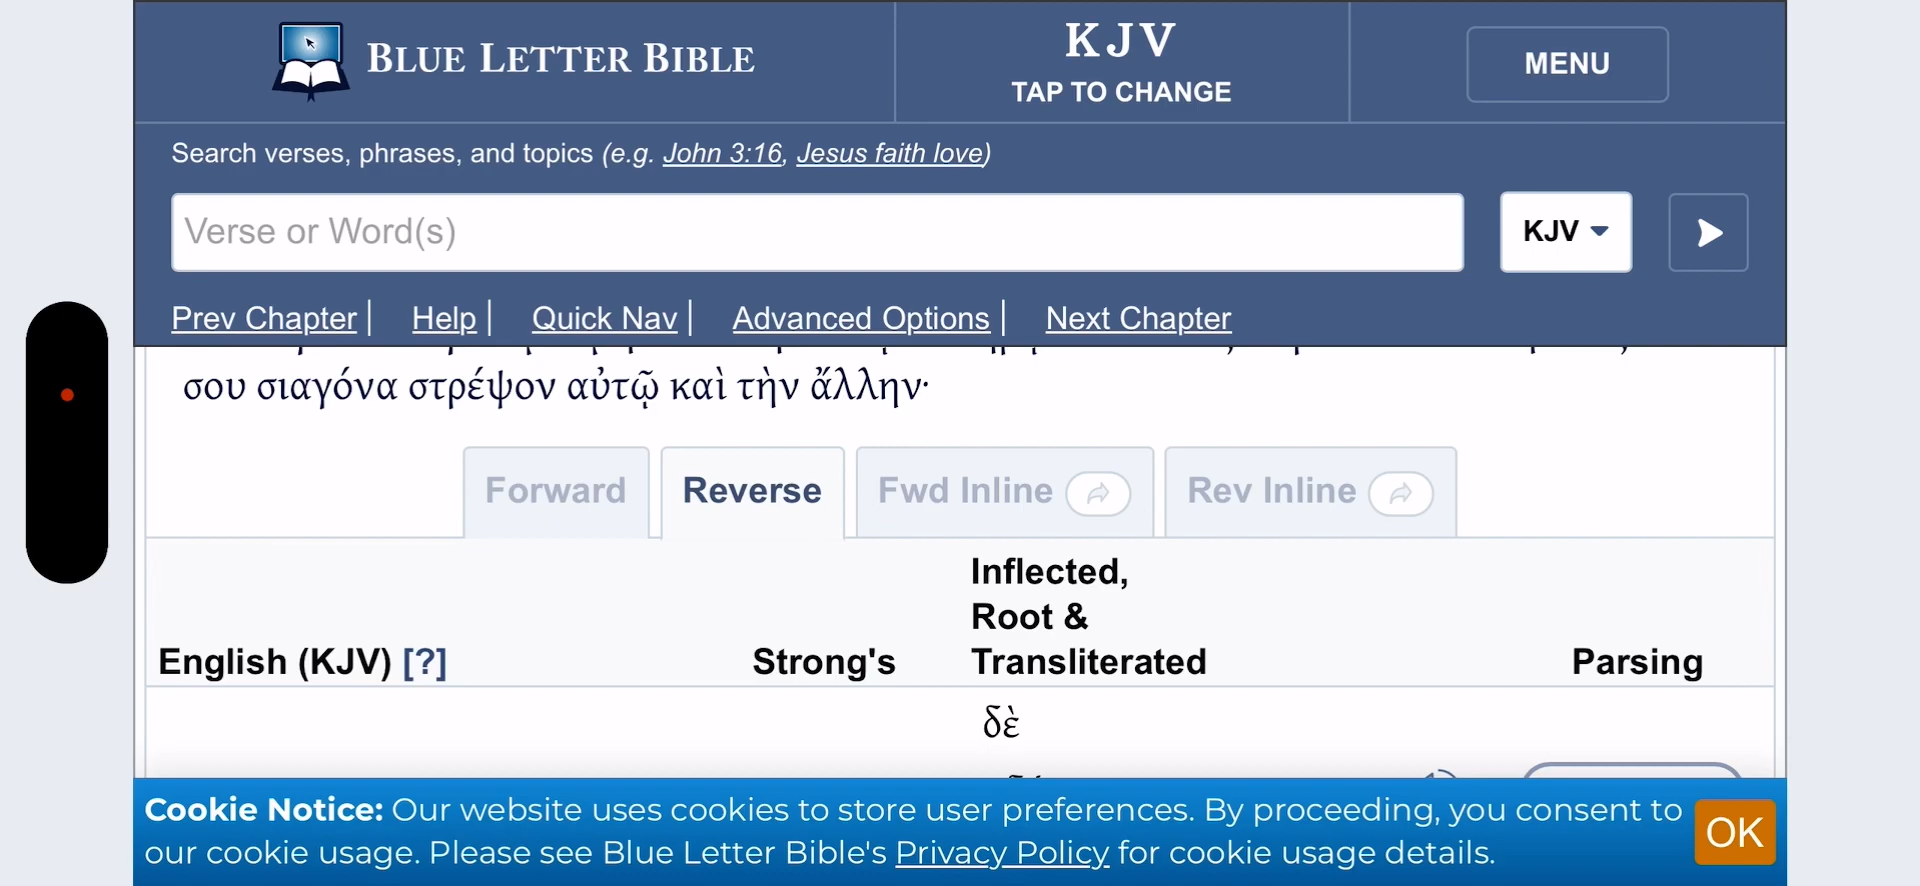 BLUE LETTER BIBLE
KJV
TAP TO CHANGE
MENU
Search verses, phrases, and topics (e.g. John 3:16, Jesus faith love)
Verse or Word(s)
KJV
Prev Chapter | Help | Quick Nav | Advanced Options | Next Chapter
σου σιαγόνα στρέψον αὐτῷ καὶ τὴν ἄλλην·
Forward
Reverse
Fwd Inline
Rev Inline
English (KJV) [?]
Strong's
Inflected,
Root &
Transliterated
Parsing
δὲ
Cookie Notice: Our website uses cookies to store user preferences. By proceeding, you consent to
our cookie usage. Please see Blue Letter Bible's Privacy Policy for cookie usage details.
OK